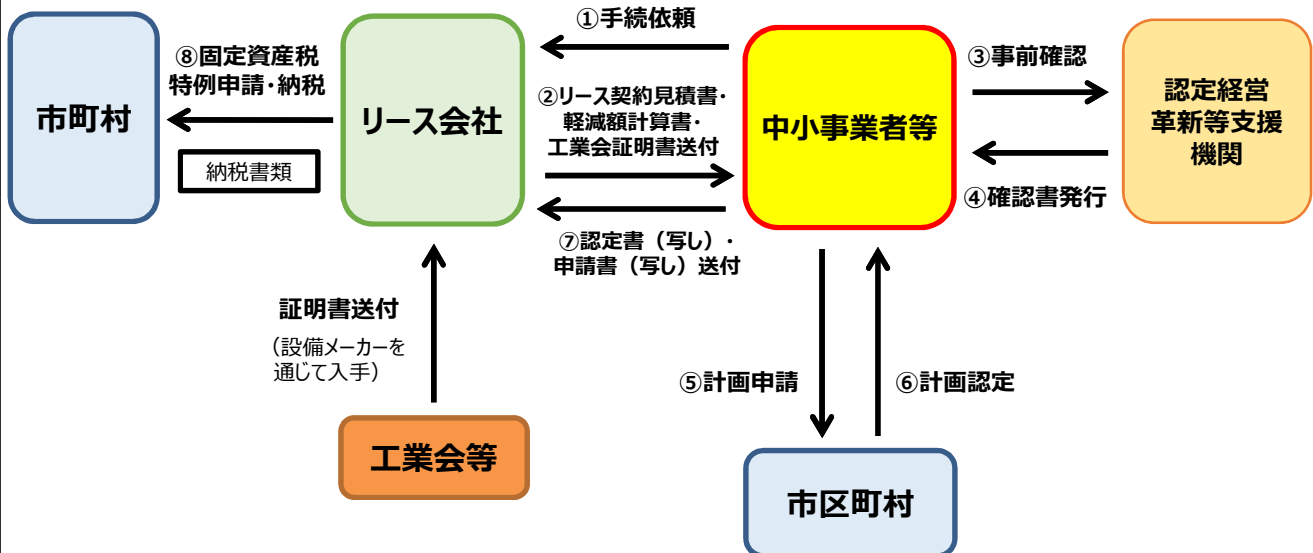 ①手続依頼
市町村
⑧固定資産税
特例申請・納税
納税書類
リース会社
②リース契約見積書・
軽減額計算書・
工業会証明書送付
中小事業者等
③事前確認
認定経営
革新等支援
機関
④確認書発行
⑦認定書（写し）・
申請書（写し）送付
証明書送付
（設備メーカーを
通じて入手）
⑤計画申請
⑥計画認定
工業会等
市区町村